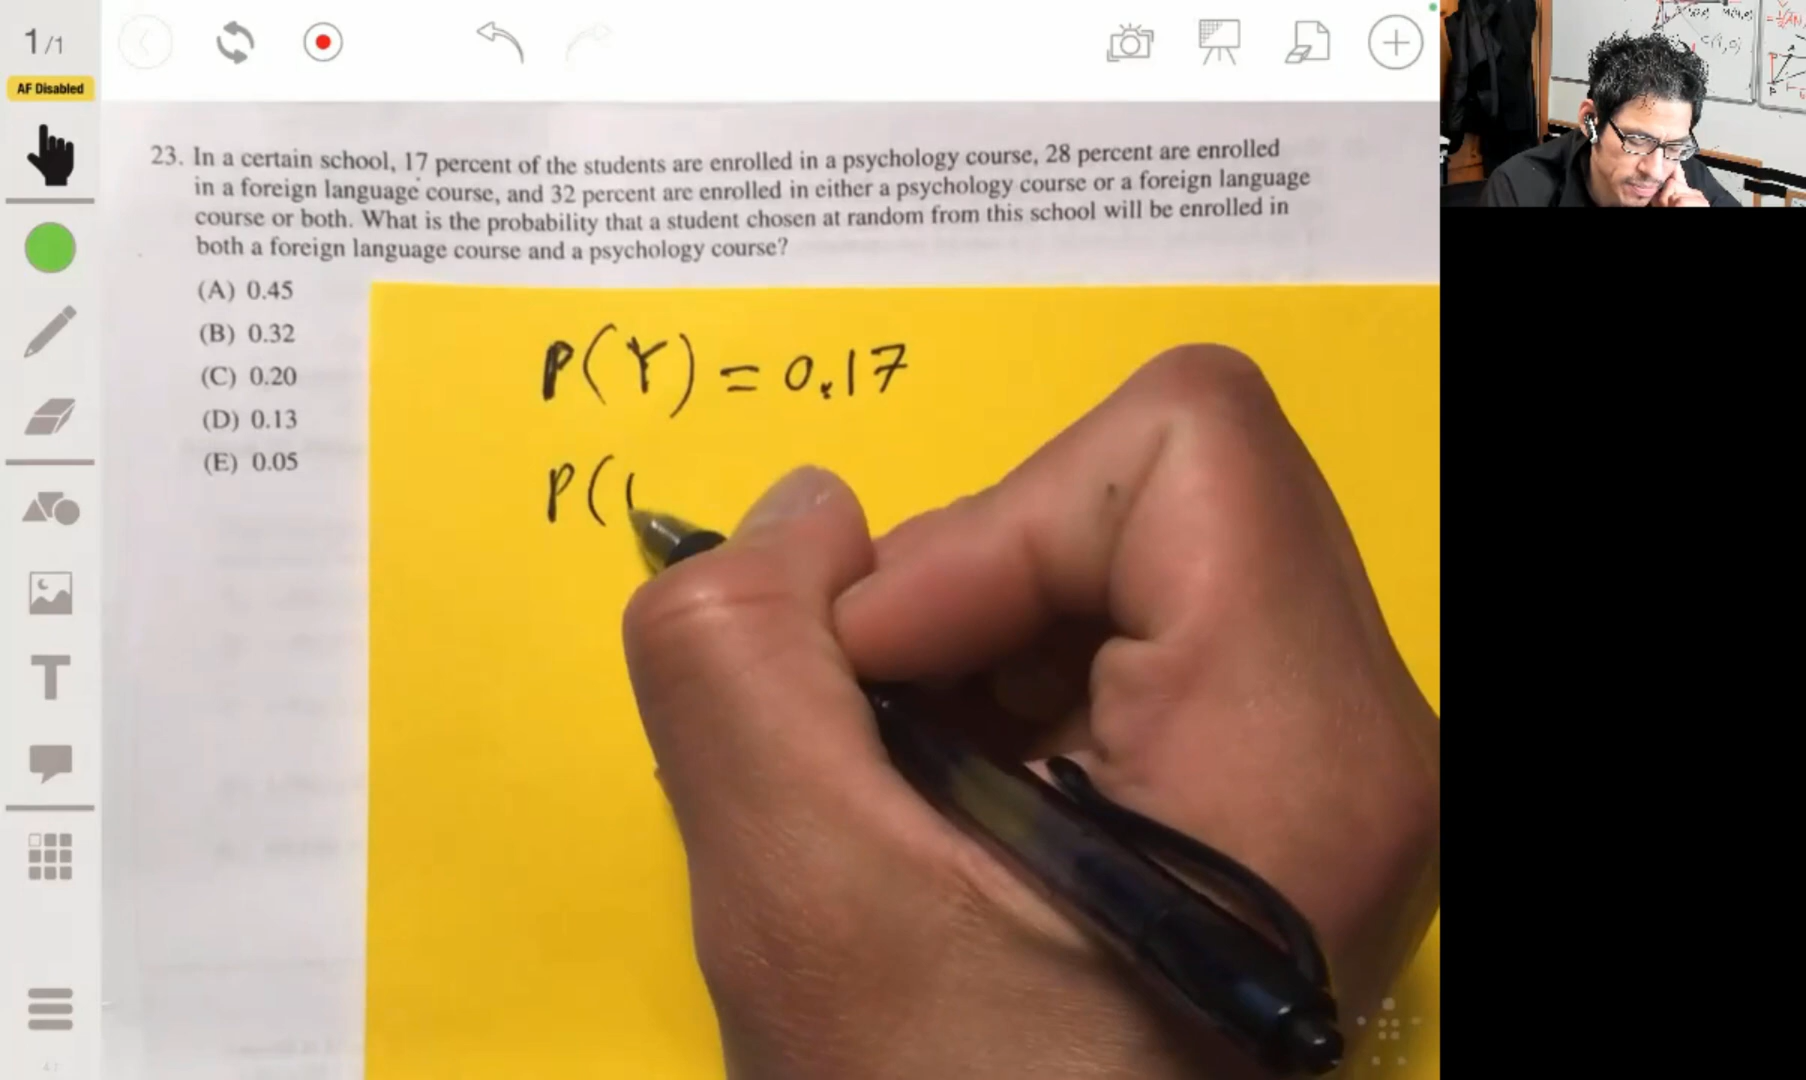 1/1
AF Disabled
23. In a certain school, 17 percent of the students are enrolled in a psychology course, 28 percent are enrolled
in a foreign language course, and 32 percent are enrolled in either a psychology course or a foreign language
course or both. What is the probability that a student chosen at random from this school will be enrolled in
both a foreign language course and a psychology course?
(A) 0.45
(B) 0.32
(C) 0.20
(D) 0.13
(E) 0.05
P(Y) = 0.17
P(
T